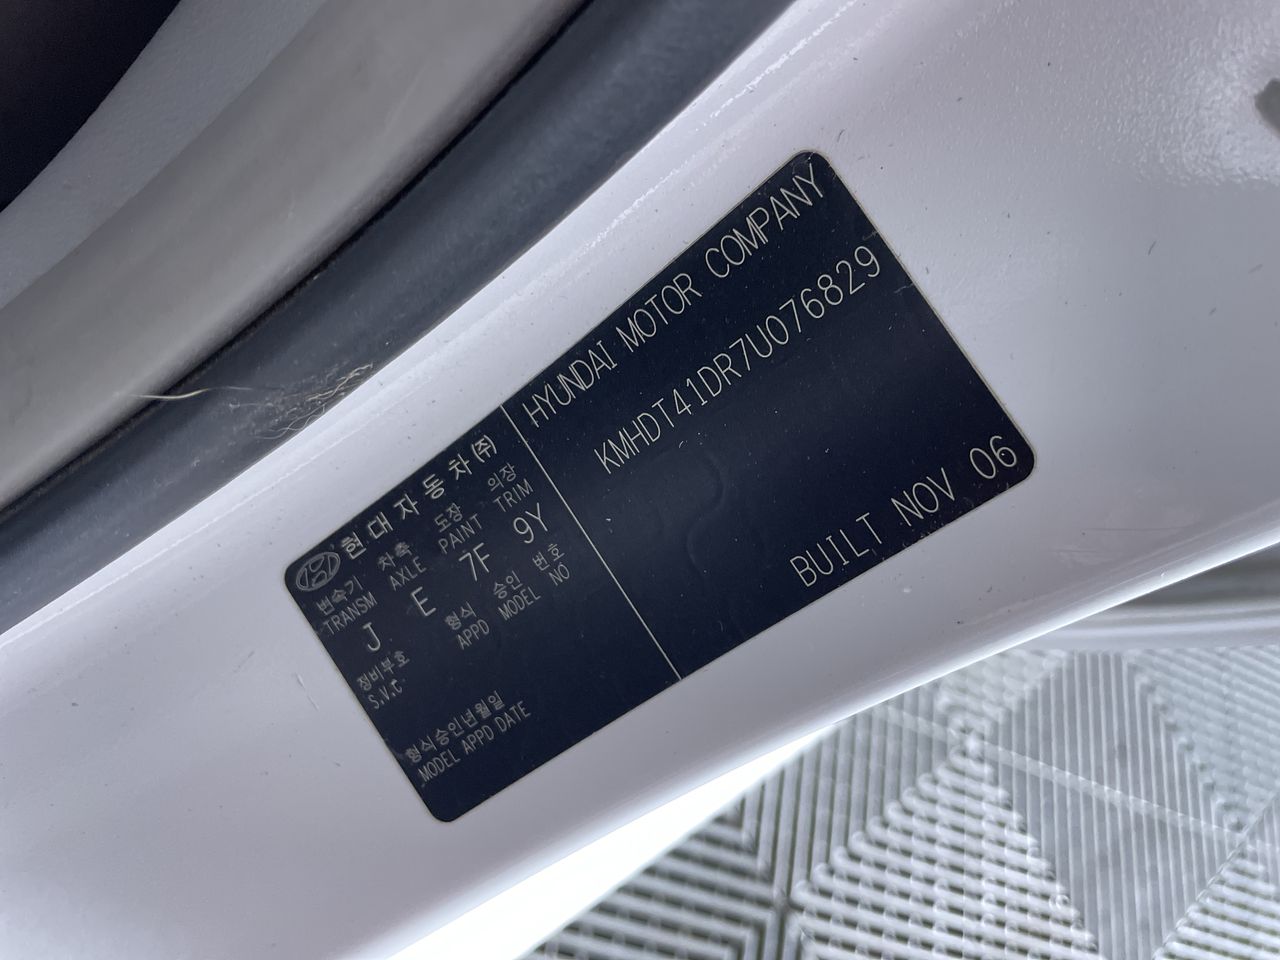 현대자동차㈜
변속기 차축 도장 의장
TRANSM AXLE PAINT TRIM
J E 7F 9Y
정비부호 형식 승인 번호
S.V.C APPD MODEL NO
형식승인년월일
MODEL APPD DATE
HYUNDAI MOTOR COMPANY
KMHDT41DR7U076829
BUILT NOV 06